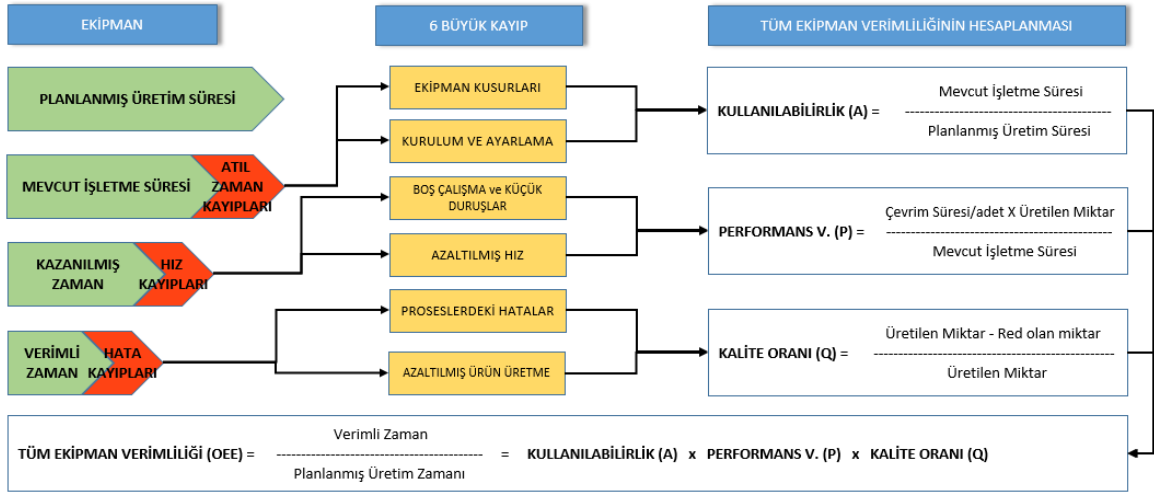 EKİPMAN
6 BÜYÜK KAYIP
TÜM EKİPMAN VERİMLİLİĞİNİN HESAPLANMASI
PLANLANMIŞ ÜRETİM SÜRESİ
MEVCUT İŞLETME SÜRESİ
ATIL
ZAMAN
KAYIPLARI
KAZANILMIŞ
ZAMAN
HIZ
KAYIPLARI
VERİMLİ
ZAMAN
HATA
KAYIPLARI
EKİPMAN KUSURLARI
KURULUM VE AYARLAMA
BOŞ ÇALIŞMA ve KÜÇÜK
DURUŞLAR
AZALTILMIŞ HIZ
PROSESLERDEKİ HATALAR
AZALTILMIŞ ÜRÜN ÜRETME
Mevcut İşletme Süresi
KULLANILABİLİRLİK (A) =
Planlanmış Üretim Süresi
Çevrim Süresi/adet X Üretilen Miktar
PERFORMANS V. (P) =
Mevcut İşletme Süresi
Üretilen Miktar - Red olan miktar
KALİTE ORANI (Q) =
Üretilen Miktar
Verimli Zaman
TÜM EKİPMAN VERİMLİLİĞİ (OEE) = = KULLANILABİLİRLİK (A) x PERFORMANS V. (P) x KALİTE ORANI (Q)
Planlanmış Üretim Zamanı